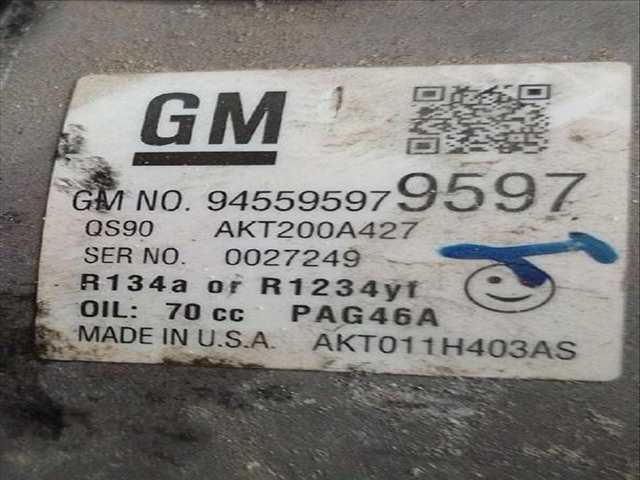 GM
GM NO. 94559597 9597
QS90 AKT200A427
SER NO. 0027249
R134a or R1234yf
OIL: 70 cc PAG46A
MADE IN U.S.A. AKT011H403AS